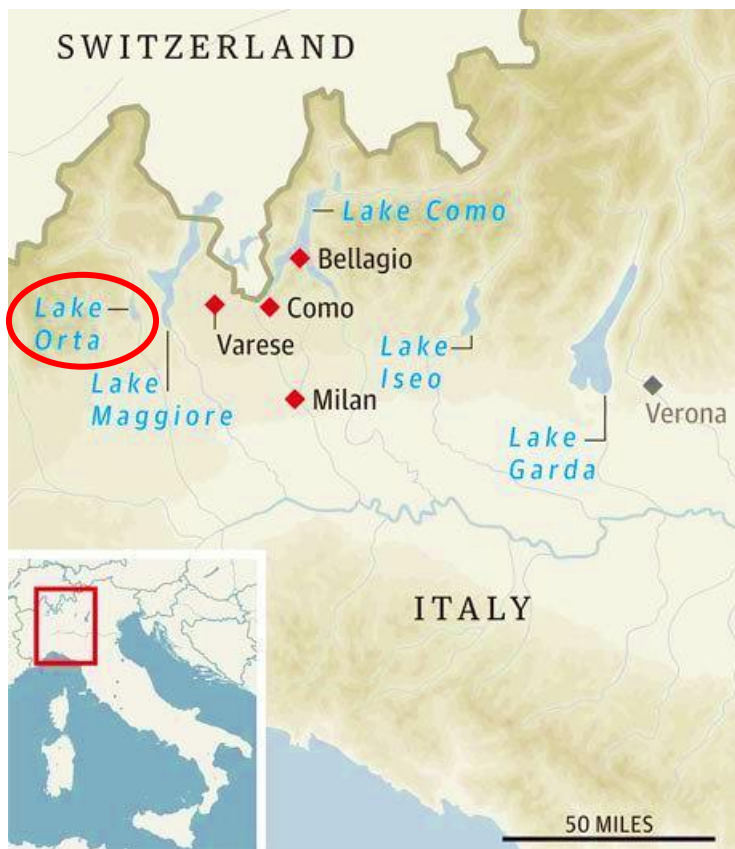 SWITZERLAND
Lake Como
Bellagio
Lake
Orta
Como
Varese
Lake
Maggiore
Lake
Iseo
Milan
Verona
Lake
Garda
ITALY
50 MILES